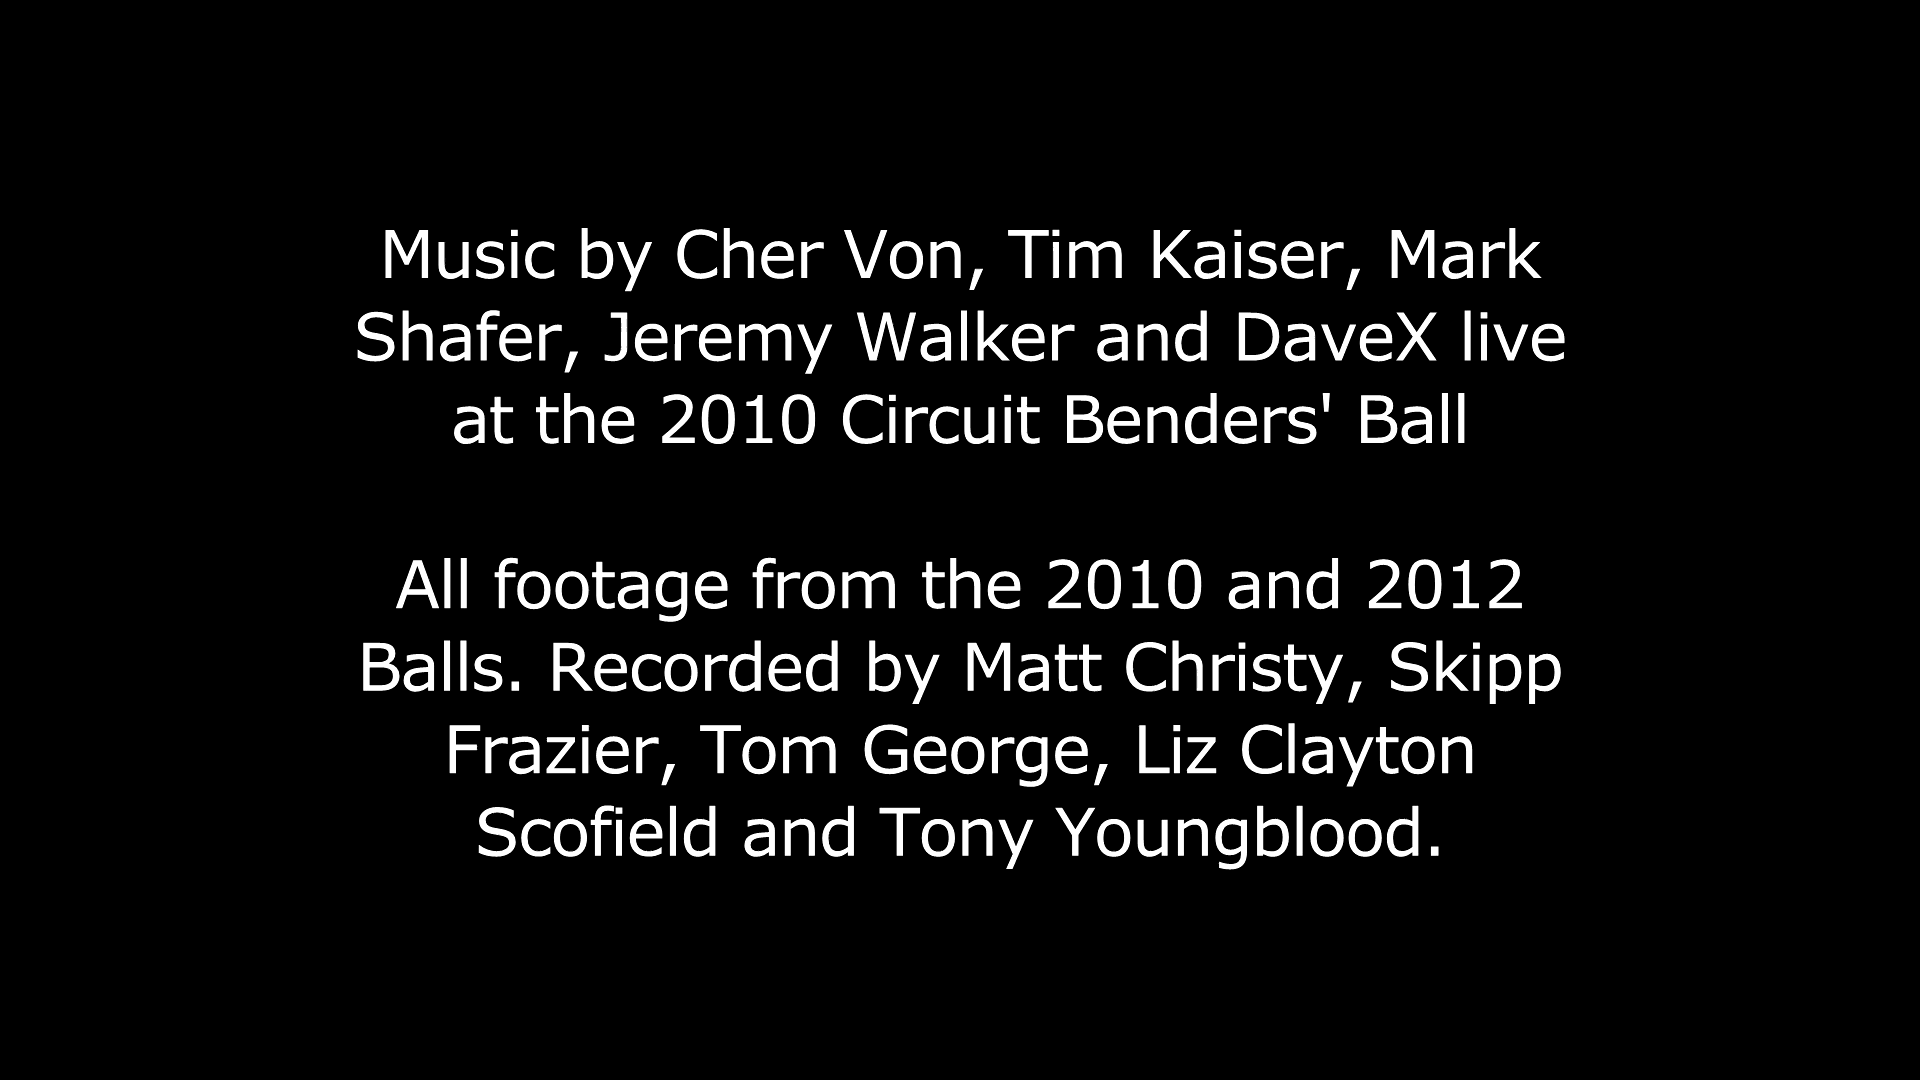 Music by Cher Von, Tim Kaiser, Mark
Shafer, Jeremy Walker and DaveX live
at the 2010 Circuit Benders' Ball
All footage from the 2010 and 2012
Balls. Recorded by Matt Christy, Skipp
Frazier, Tom George, Liz Clayton
Scofield and Tony Youngblood.